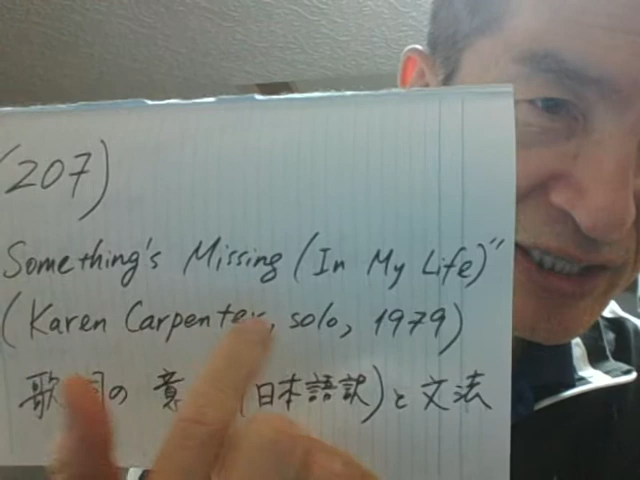 (207)
Something's Missing (In My Life)"
(Karen Carpenter, solo, 1979)
歌詞の 意 (日本語訳)と文法